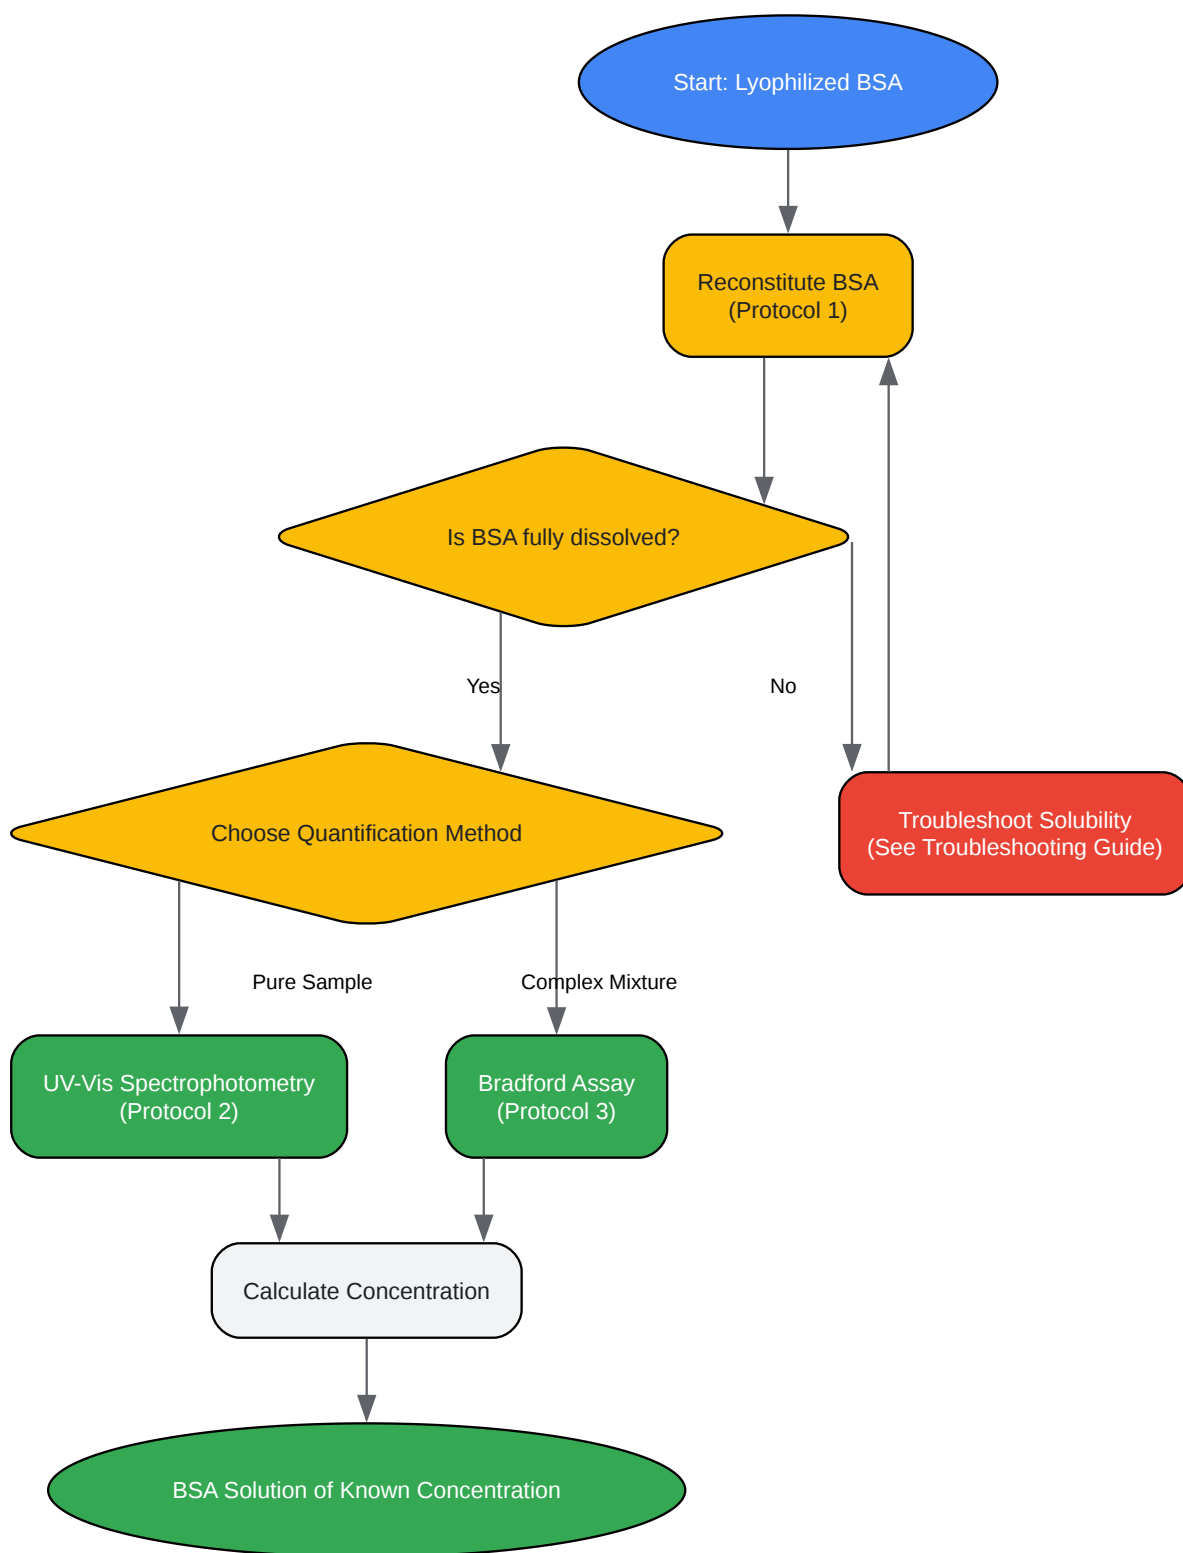 Start: Lyophilized BSA
Reconstitute BSA
(Protocol 1)
Is BSA fully dissolved?
Yes
No
Choose Quantification Method
Troubleshoot Solubility
(See Troubleshooting Guide)
Pure Sample
Complex Mixture
UV-Vis Spectrophotometry
(Protocol 2)
Bradford Assay
(Protocol 3)
Calculate Concentration
BSA Solution of Known Concentration